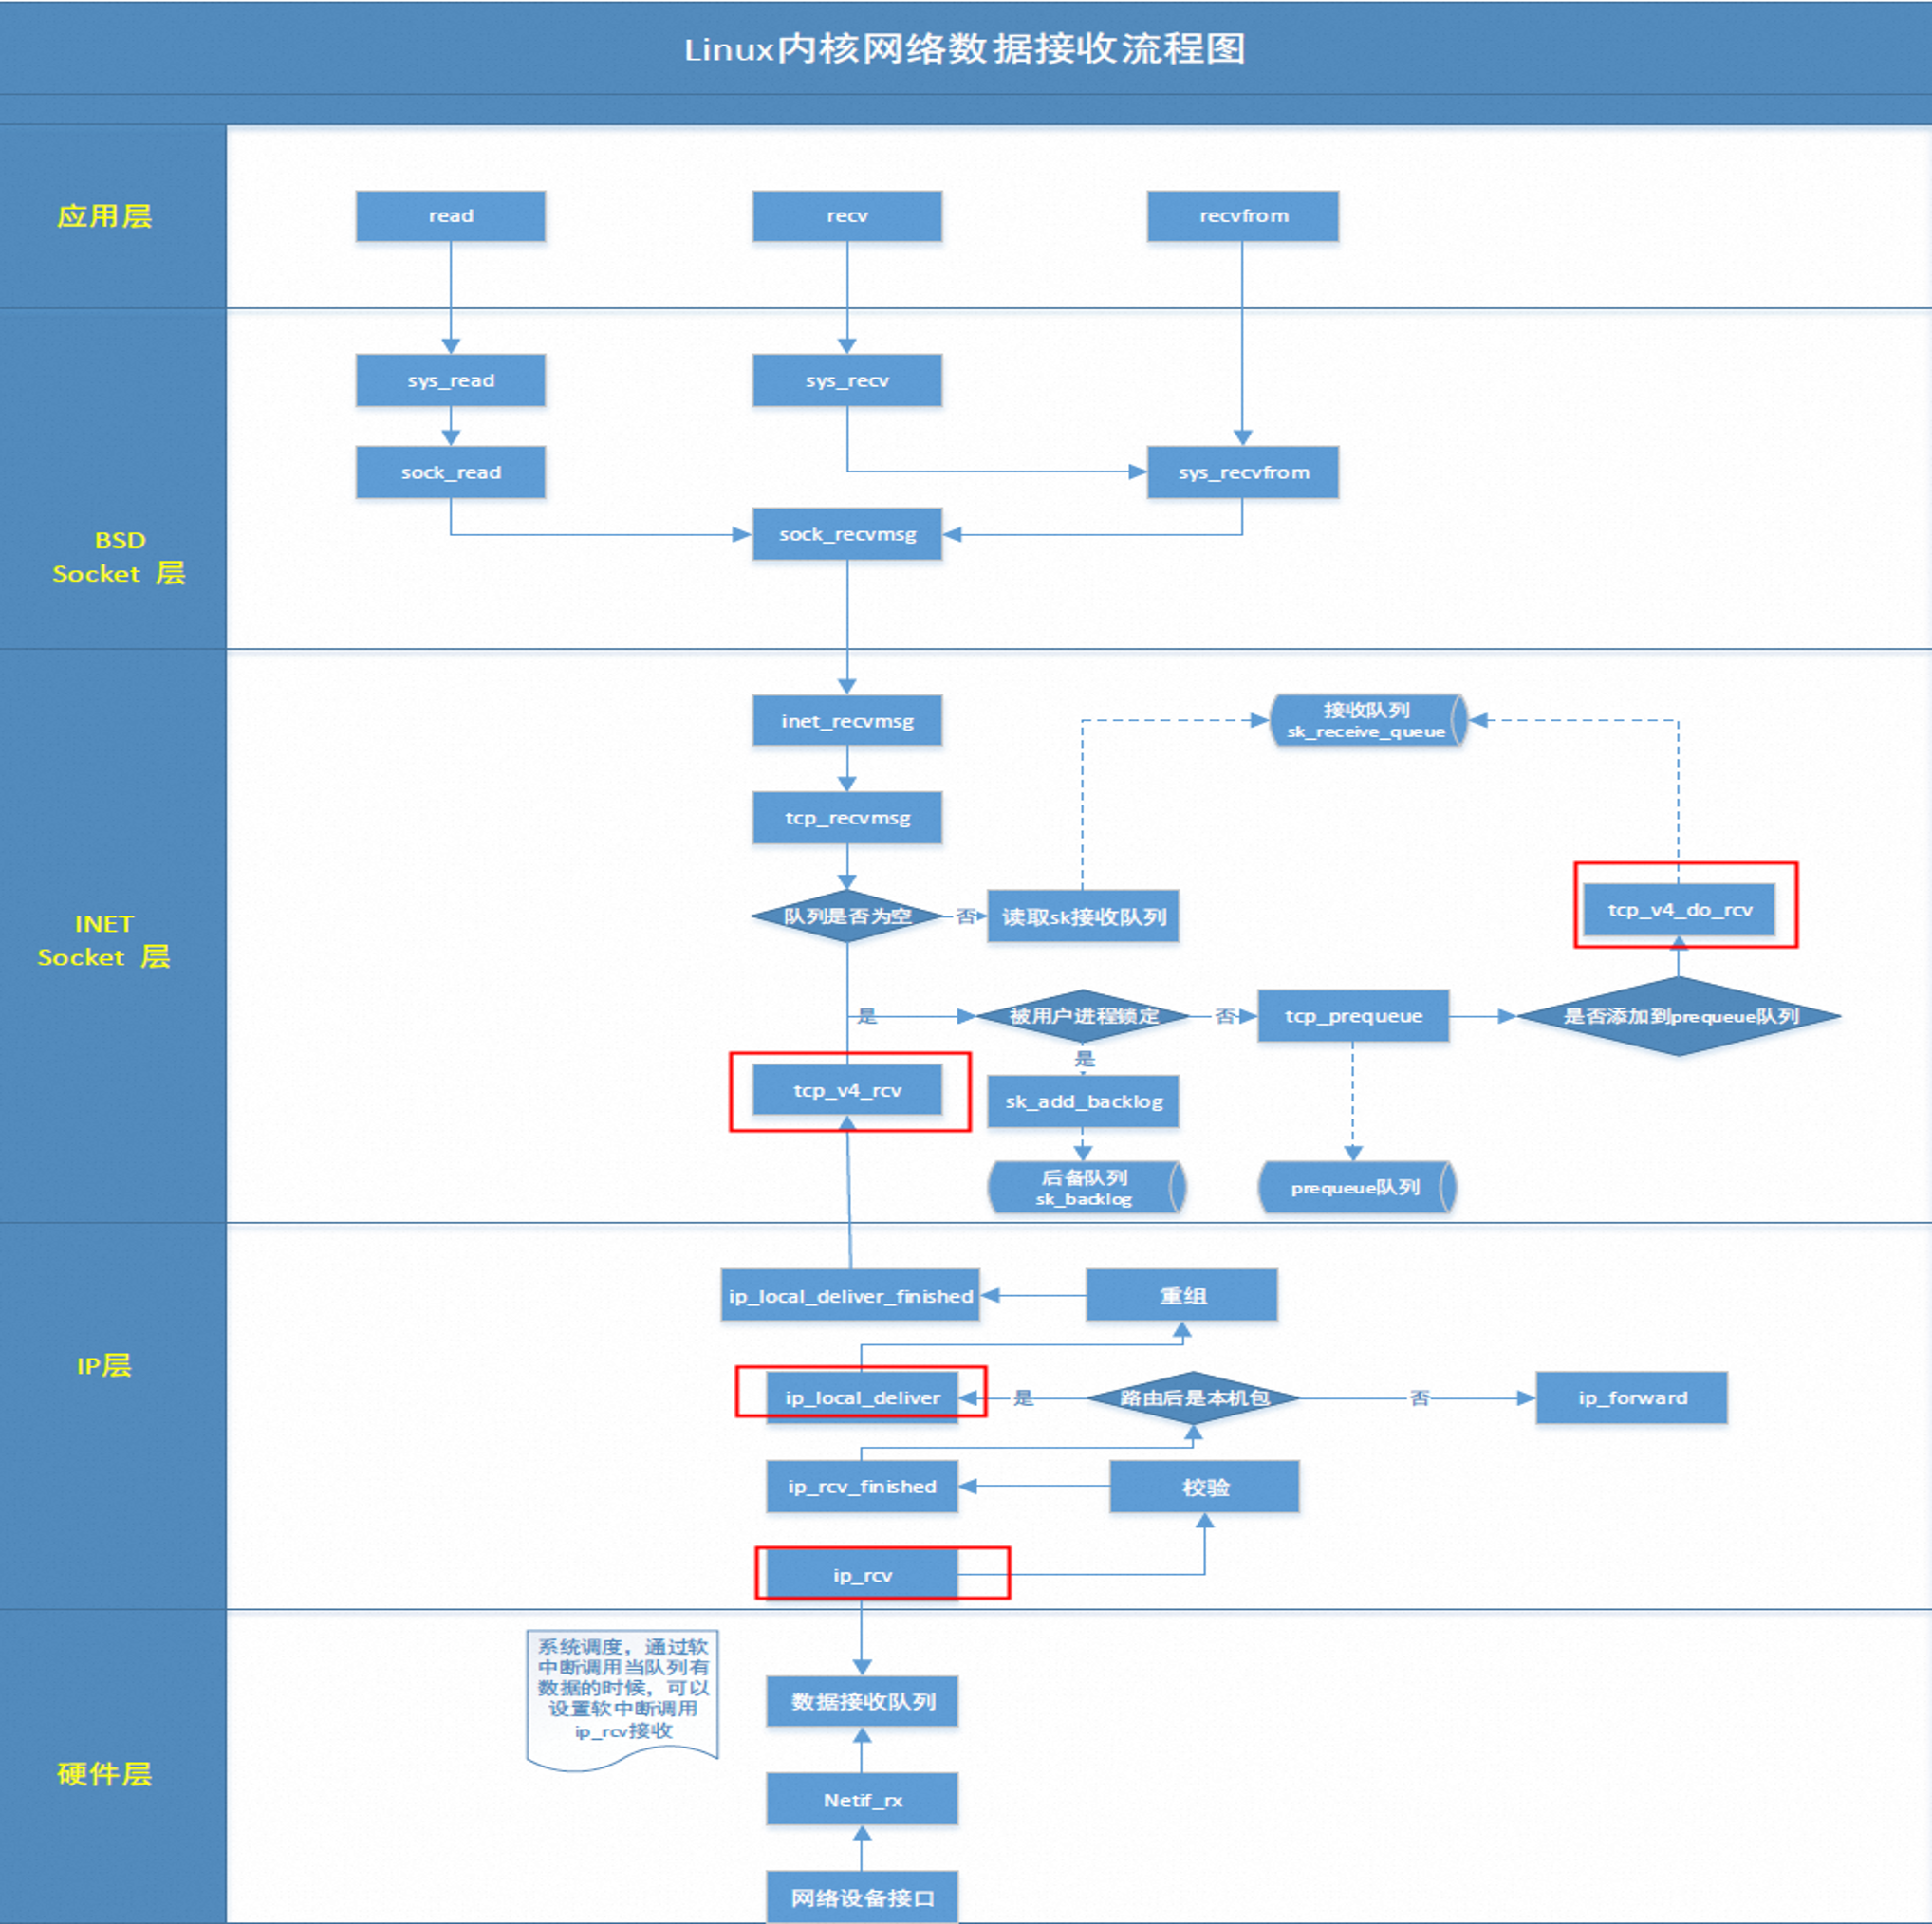 Linux内核网络数据接收流程图
应用层
read
recv
recvfrom
BSD
Socket 层
sys_read
sys_recv
sock_read
sys_recvfrom
sock_recvmsg
INET
Socket 层
inet_recvmsg
接收队列
sk_receive_queue
tcp_recvmsg
队列是否为空
否
读取sk接收队列
tcp_v4_do_rcv
是
被用户进程锁定
否
tcp_prequeue
是否添加到prequeue队列
是
tcp_v4_rcv
sk_add_backlog
后备队列
sk_backlog
prequeue队列
IP层
ip_local_deliver_finished
重组
ip_local_deliver
是
路由后是本机包
否
ip_forward
ip_rcv_finished
校验
ip_rcv
硬件层
系统调度，通过软
中断调用当队列有
数据的时候，可以
设置软中断调用
ip_rcv接收
数据接收队列
Netif_rx
网络设备接口